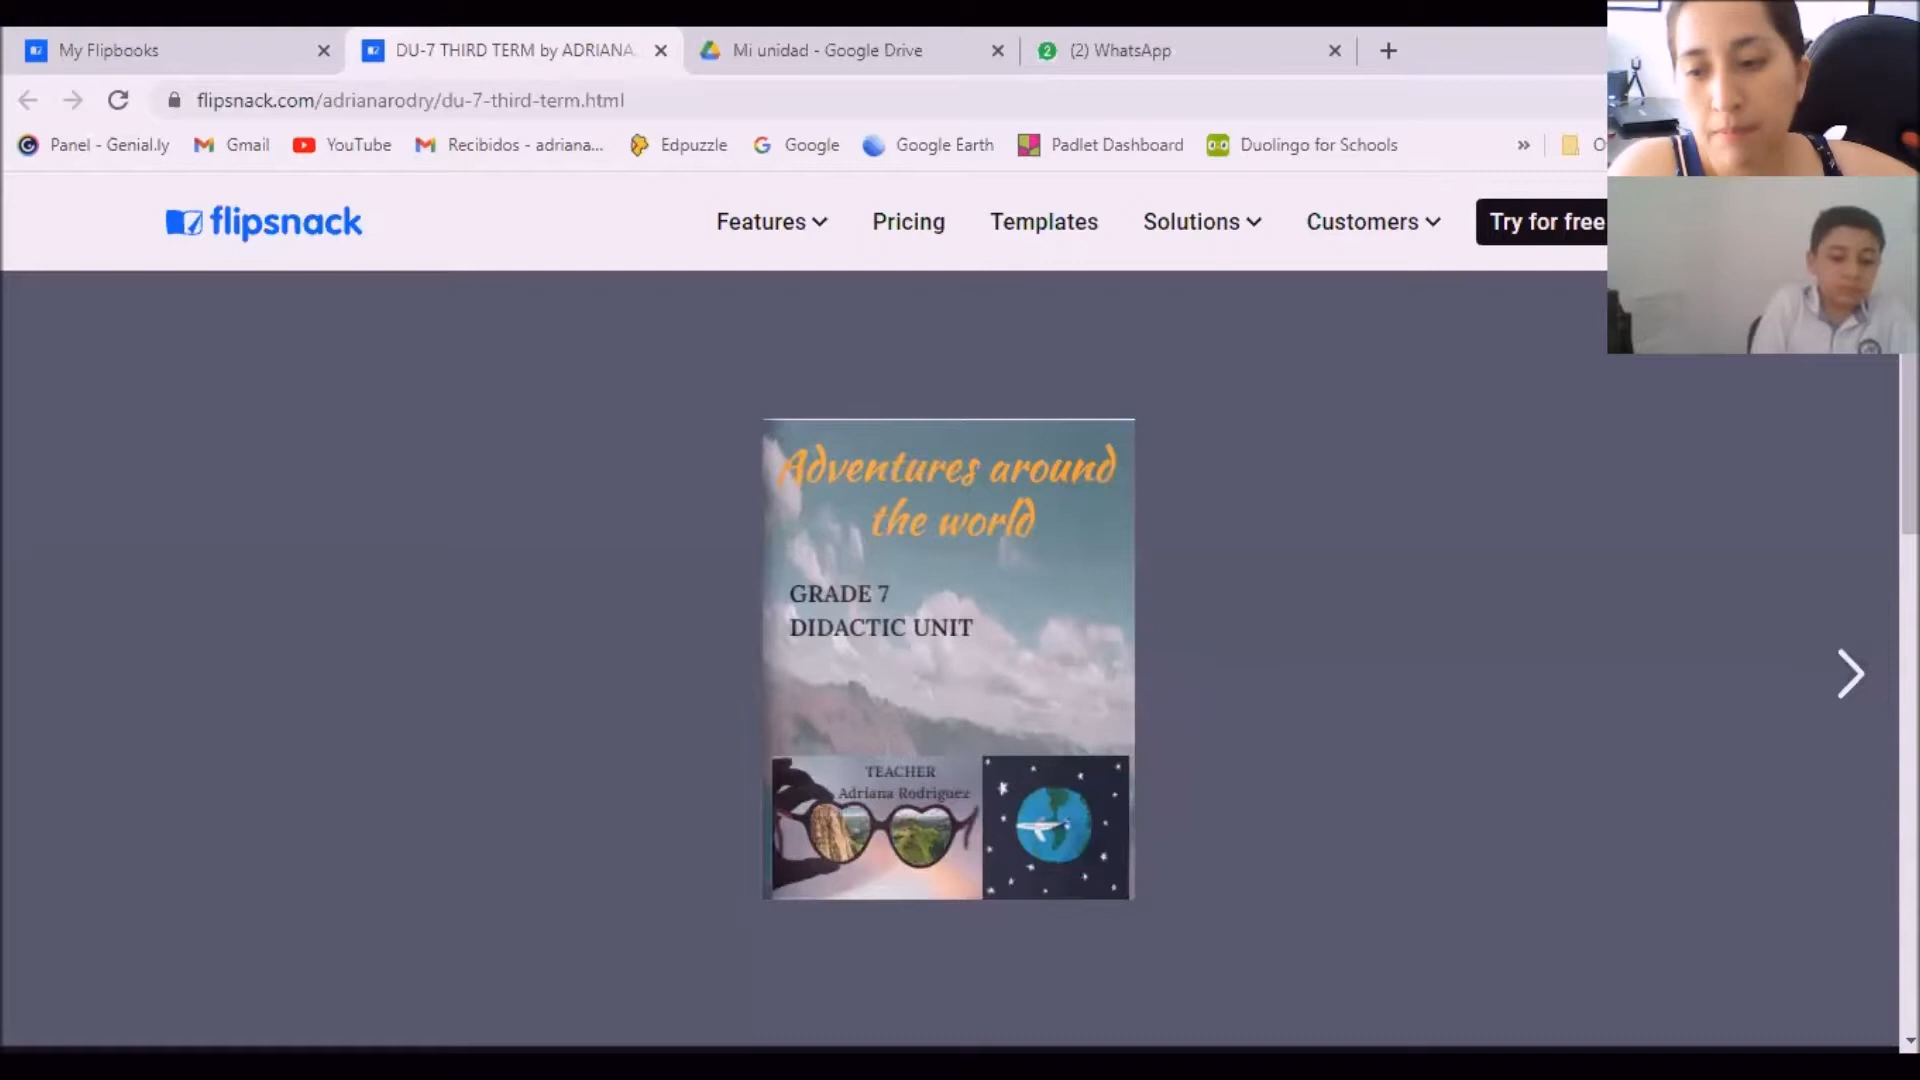 My Flipbooks
DU-7 THIRD TERM by ADRIANA
Mi unidad - Google Drive
2
(2) WhatsApp
flipsnack.com/adrianarodry/du-7-third-term.html
Panel - Genial.ly
Gmail
YouTube
Recibidos - adriana...
Edpuzzle
Google
Google Earth
Padlet Dashboard
Duolingo for Schools
»
O
flipsnack
Features
Pricing
Templates
Solutions
Customers
Try for free
Adventures around
the world
GRADE 7
DIDACTIC UNIT
TEACHER
Adriana Rodriguez